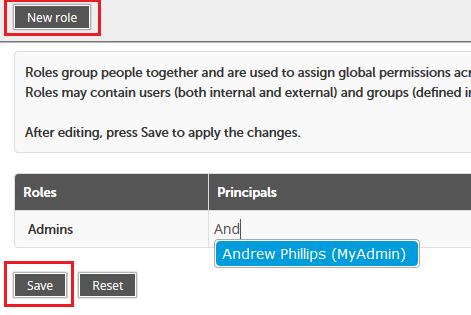 New role
Roles group people together and are used to assign global permissions
Roles may contain users (both internal and external) and groups (defined
After editing, press Save to apply the changes.
Roles Principals
Admins And
Andrew Phillips (MyAdmin)
Save Reset